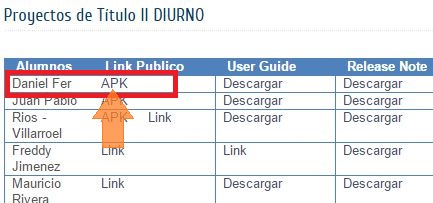 Proyectos de Título II DIURNO
Alumnos Link Publico User Guide Release Note
Daniel Fer APK Descargar Descargar
Juan Pablo APK Descargar Descargar
Rios - Villarroel APK Link Descargar Descargar
Freddy Jimenez Link Link Descargar
Mauricio Rivera Link Descargar Descargar